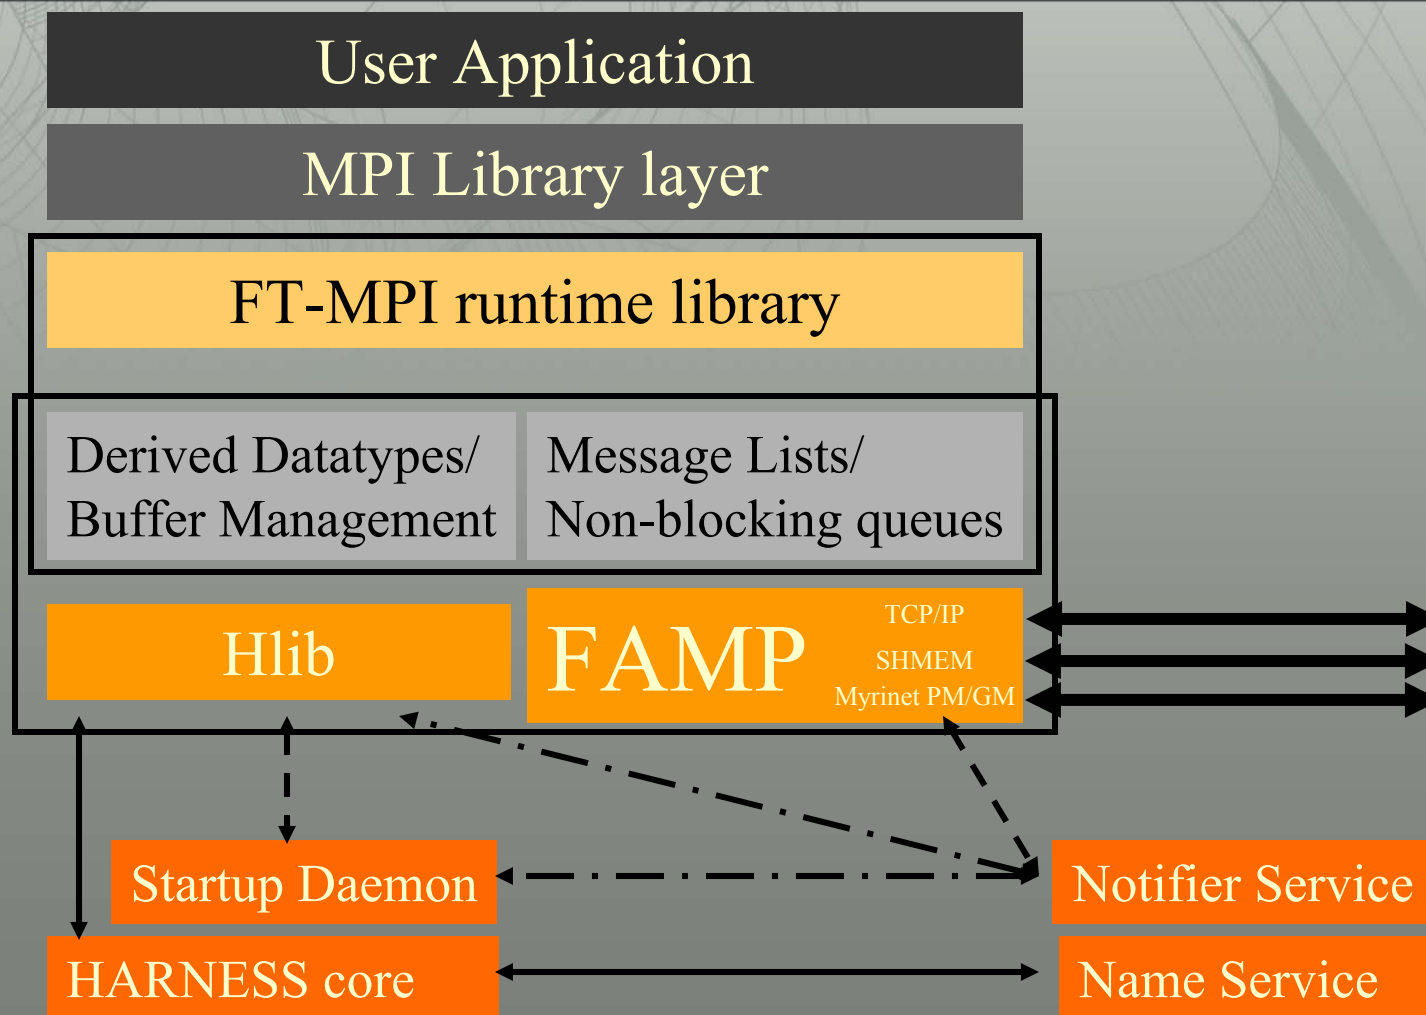 User Application
MPI Library layer
FT-MPI runtime library
Derived Datatypes/
Buffer Management
Message Lists/
Non-blocking queues
Hlib
FAMP
TCP/IP
SHMEM
Myrinet PM/GM
Startup Daemon
Notifier Service
HARNESS core
Name Service